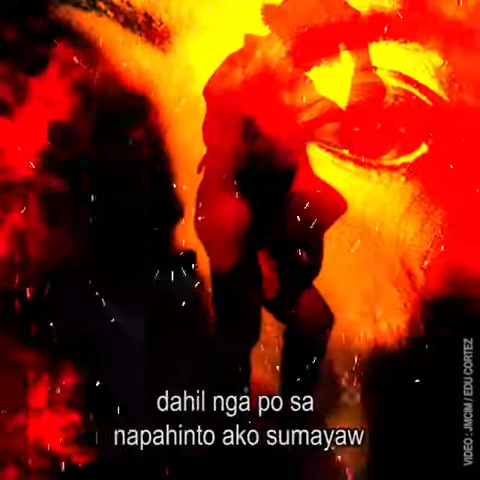 dahil nga po sa
napahinto ako sumayaw
VIDEO : JMCIM / EDU CORTEZ